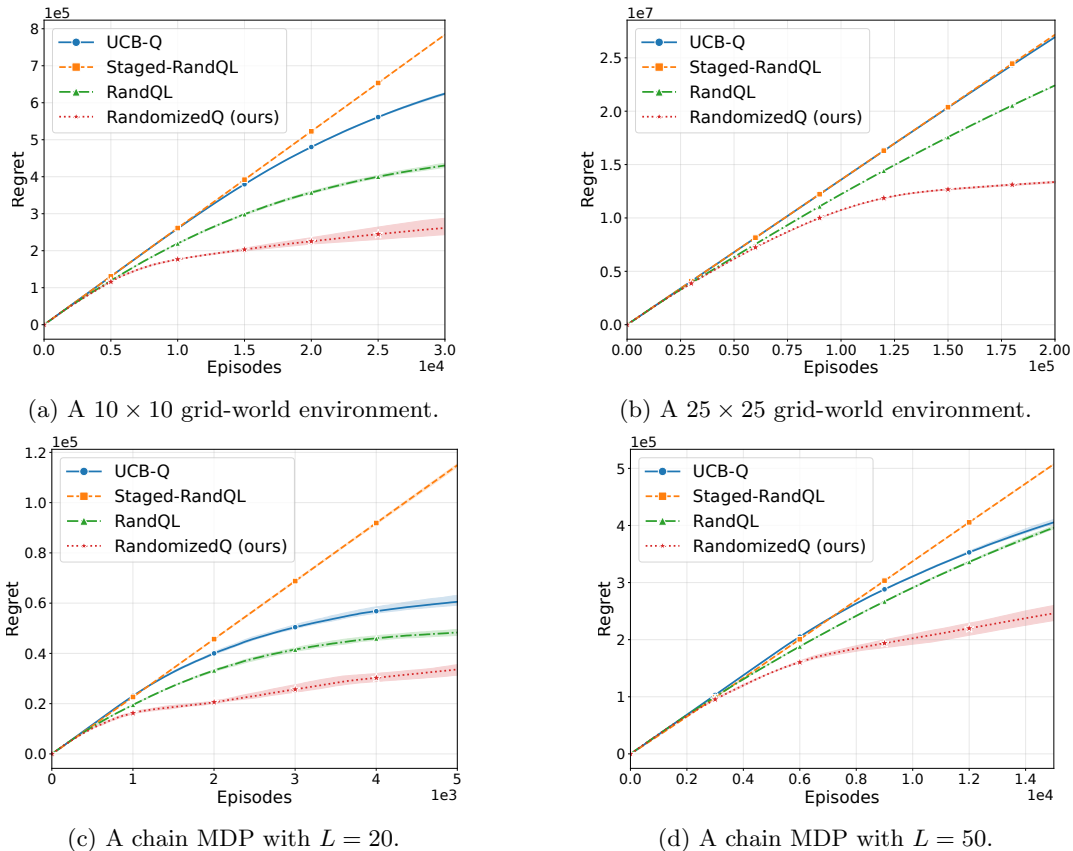 1e5
8
7
6
5
4
3
2
1
0
Regret
UCB-Q
Staged-RandQL
RandQL
RandomizedQ (ours)
0.0 0.5 1.0 1.5 2.0 2.5 3.0
Episodes 1e4
(a) A 10 × 10 grid-world environment.
1e7
2.5
2.0
1.5
1.0
0.5
0.0
Regret
UCB-Q
Staged-RandQL
RandQL
RandomizedQ (ours)
0.00 0.25 0.50 0.75 1.00 1.25 1.50 1.75 2.00
Episodes 1e5
(b) A 25 × 25 grid-world environment.
1e5
1.2
1.0
0.8
0.6
0.4
0.2
0.0
Regret
UCB-Q
Staged-RandQL
RandQL
RandomizedQ (ours)
0 1 2 3 4 5
Episodes 1e3
(c) A chain MDP with L = 20.
1e5
5
4
3
2
1
0
Regret
UCB-Q
Staged-RandQL
RandQL
RandomizedQ (ours)
0.0 0.2 0.4 0.6 0.8 1.0 1.2 1.4
Episodes 1e4
(d) A chain MDP with L = 50.